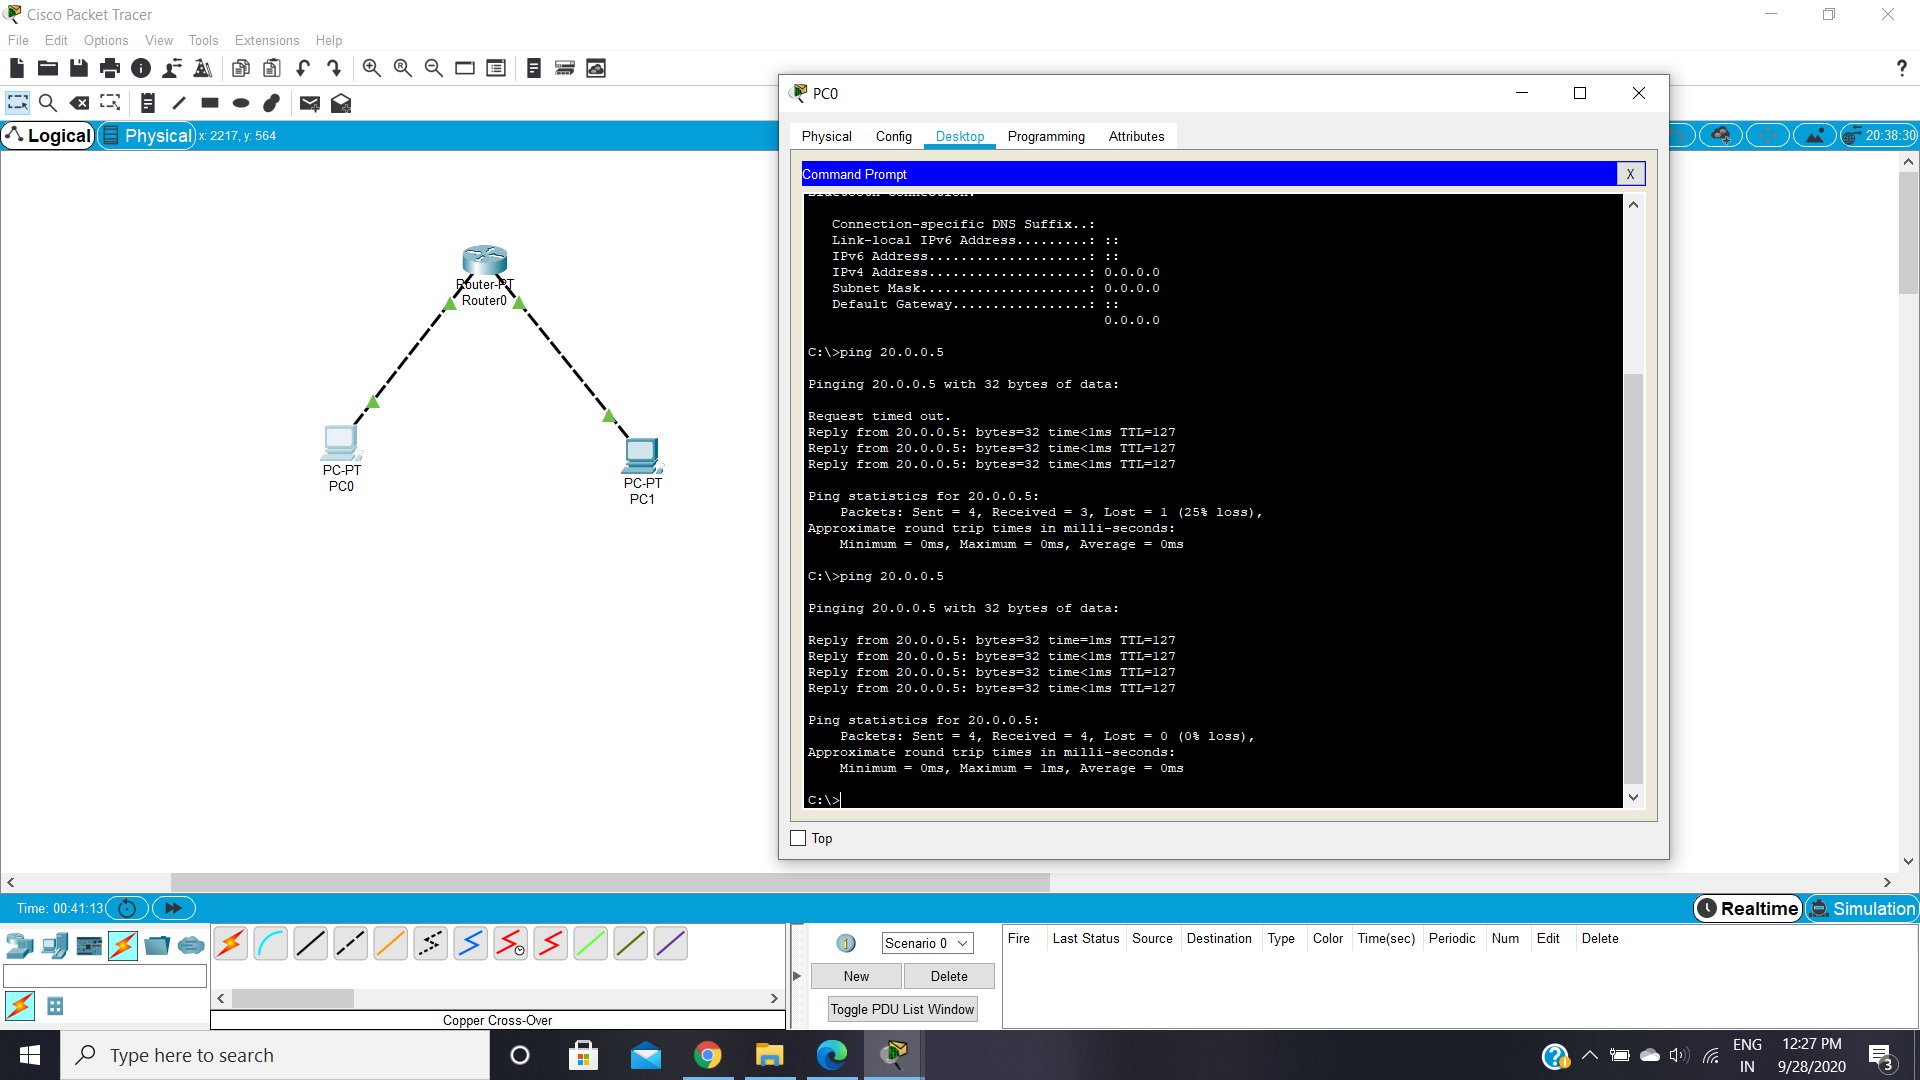 Cisco Packet Tracer
File Edit Options View Tools Extensions Help
?
Logical Physical x: 2217, y: 564
20:38:30
Router-PT
Router0
PC-PT
PC0
PC-PT
PC1
PC0
Physical Config Desktop Programming Attributes
Command Prompt X
Bluetooth Connection:
Connection-specific DNS Suffix..:
Link-local IPv6 Address.........: ::
IPv6 Address....................: ::
IPv4 Address....................: 0.0.0.0
Subnet Mask.....................: 0.0.0.0
Default Gateway.................: ::
0.0.0.0
C:\>ping 20.0.0.5
Pinging 20.0.0.5 with 32 bytes of data:
Request timed out.
Reply from 20.0.0.5: bytes=32 time<1ms TTL=127
Reply from 20.0.0.5: bytes=32 time<1ms TTL=127
Reply from 20.0.0.5: bytes=32 time<1ms TTL=127
Ping statistics for 20.0.0.5:
Packets: Sent = 4, Received = 3, Lost = 1 (25% loss),
Approximate round trip times in milli-seconds:
Minimum = 0ms, Maximum = 0ms, Average = 0ms
C:\>ping 20.0.0.5
Pinging 20.0.0.5 with 32 bytes of data:
Reply from 20.0.0.5: bytes=32 time=1ms TTL=127
Reply from 20.0.0.5: bytes=32 time<1ms TTL=127
Reply from 20.0.0.5: bytes=32 time<1ms TTL=127
Reply from 20.0.0.5: bytes=32 time<1ms TTL=127
Ping statistics for 20.0.0.5:
Packets: Sent = 4, Received = 4, Lost = 0 (0% loss),
Approximate round trip times in milli-seconds:
Minimum = 0ms, Maximum = 1ms, Average = 0ms
C:\>
Top
Time: 00:41:13
Realtime Simulation
Scenario 0
New Delete
Toggle PDU List Window
Fire Last Status Source Destination Type Color Time(sec) Periodic Num Edit Delete
Copper Cross-Over
Type here to search
ENG
IN
12:27 PM
9/28/2020
3